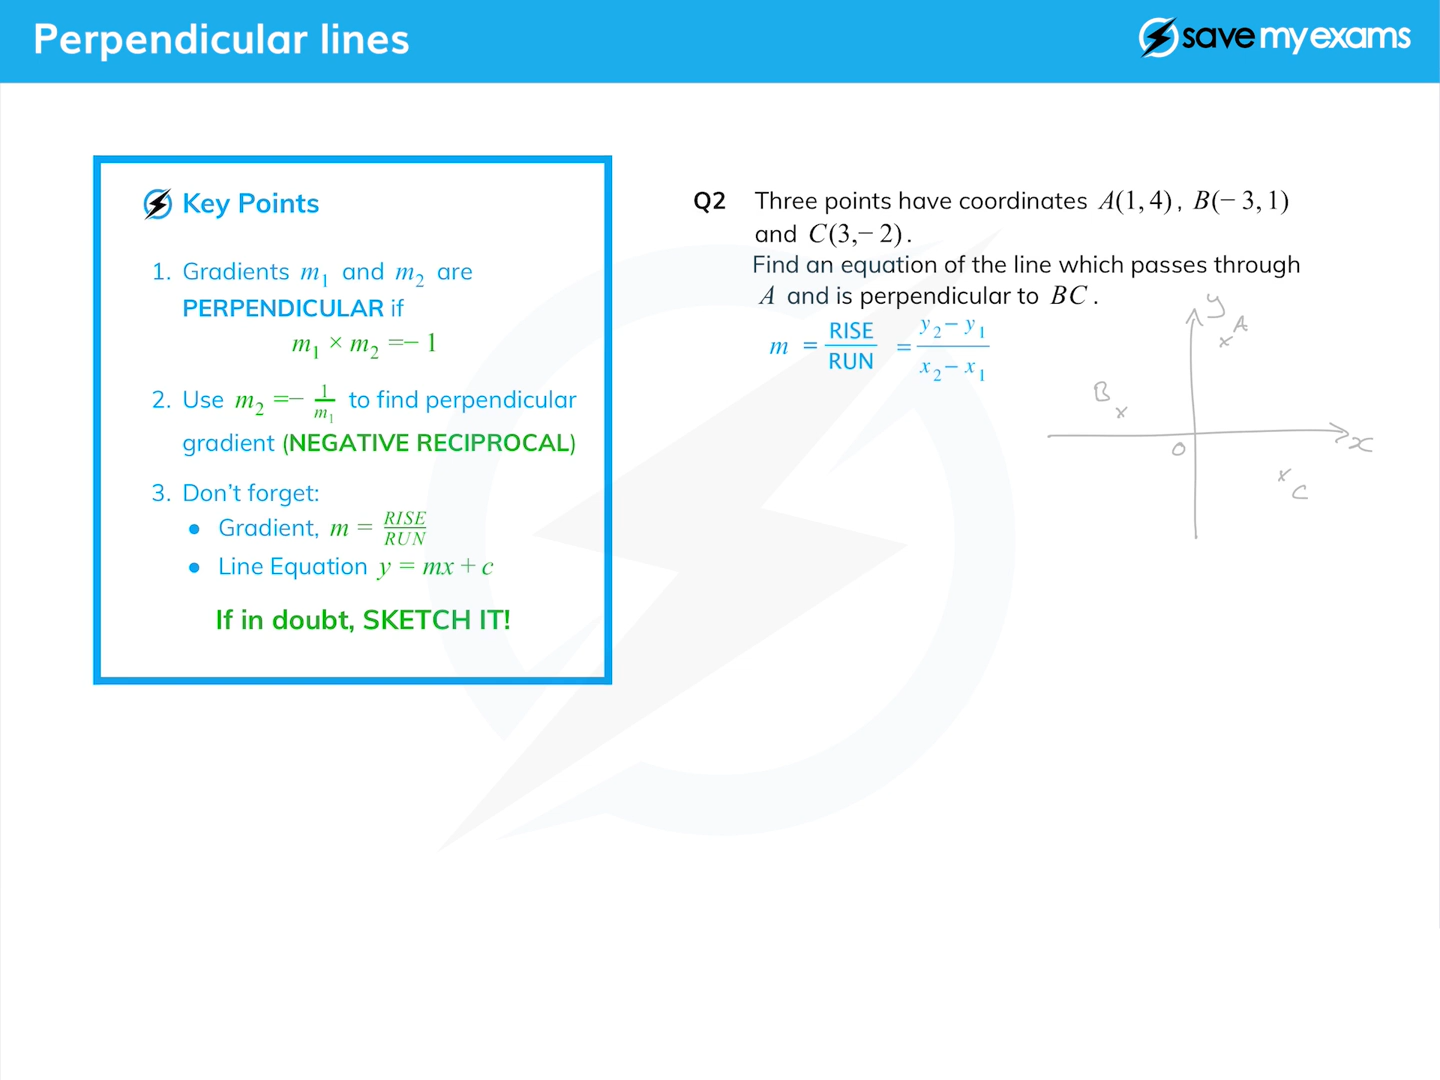 Perpendicular lines
save my exams
Key Points
1. Gradients m₁ and m₂ are
PERPENDICULAR if
m₁ × m₂ =− 1
2. Use m₂ =− 1/m₁ to find perpendicular
gradient (NEGATIVE RECIPROCAL)
3. Don't forget:
● Gradient, m = RISE/RUN
● Line Equation y = mx + c
If in doubt, SKETCH IT!
Q2 Three points have coordinates A(1, 4), B(− 3, 1)
and C(3,− 2).
Find an equation of the line which passes through
A and is perpendicular to BC.
m = RISE/RUN = y₂− y₁/x₂− x₁
y
A
B
O
x
C